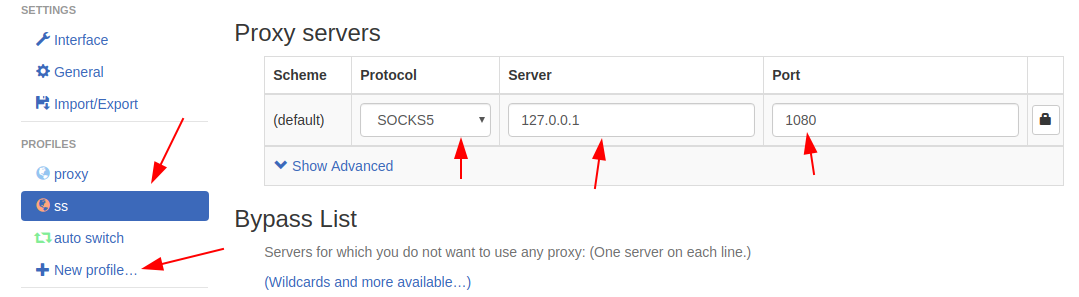 SETTINGS
Interface
General
Import/Export
PROFILES
proxy
ss
auto switch
New profile…
Proxy servers
Scheme Protocol Server Port
(default) SOCKS5 127.0.0.1 1080
Show Advanced
Bypass List
Servers for which you do not want to use any proxy: (One server on each line.)
(Wildcards and more available…)